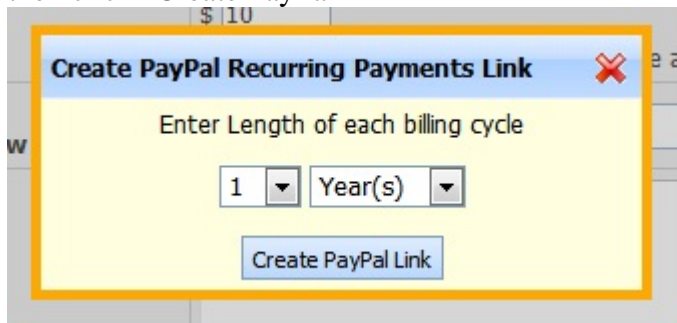 $ 10
Create PayPal Recurring Payments Link
Enter Length of each billing cycle
1 Year(s)
Create PayPal Link